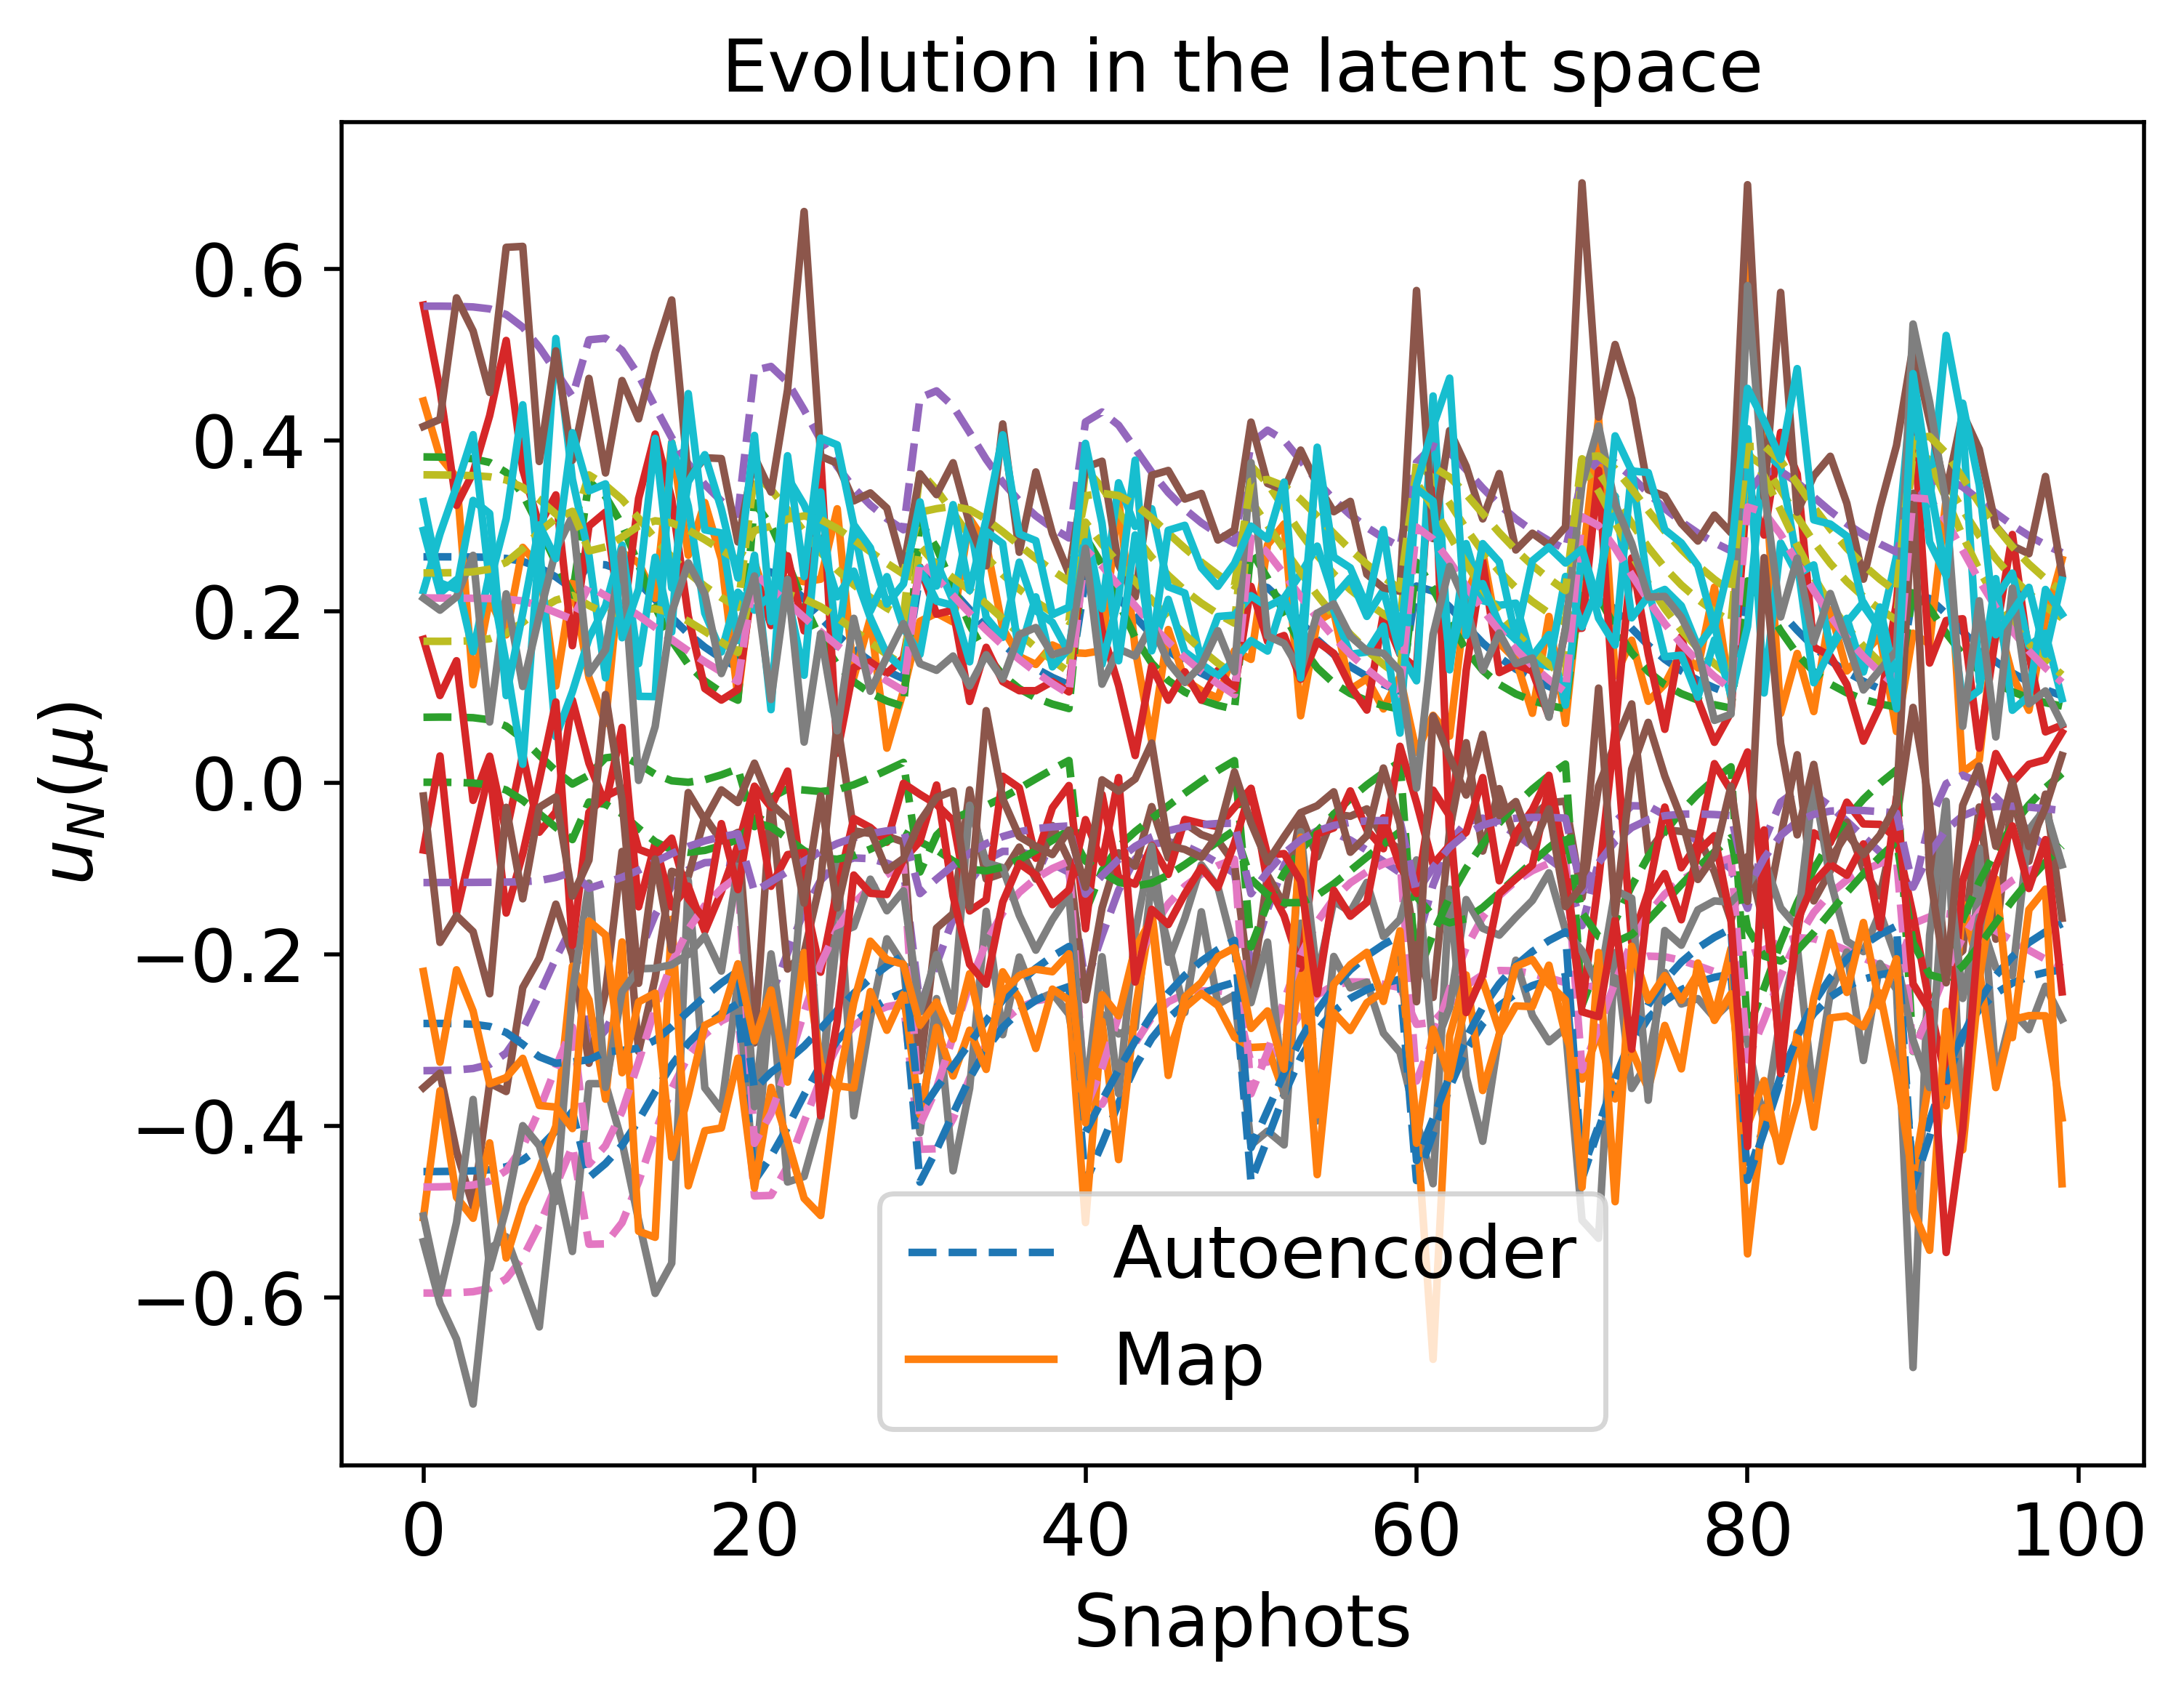 Evolution in the latent space
u_N(μ)
0.6
0.4
0.2
0.0
−0.2
−0.4
−0.6
Autoencoder
Map
0 20 40 60 80 100
Snaphots